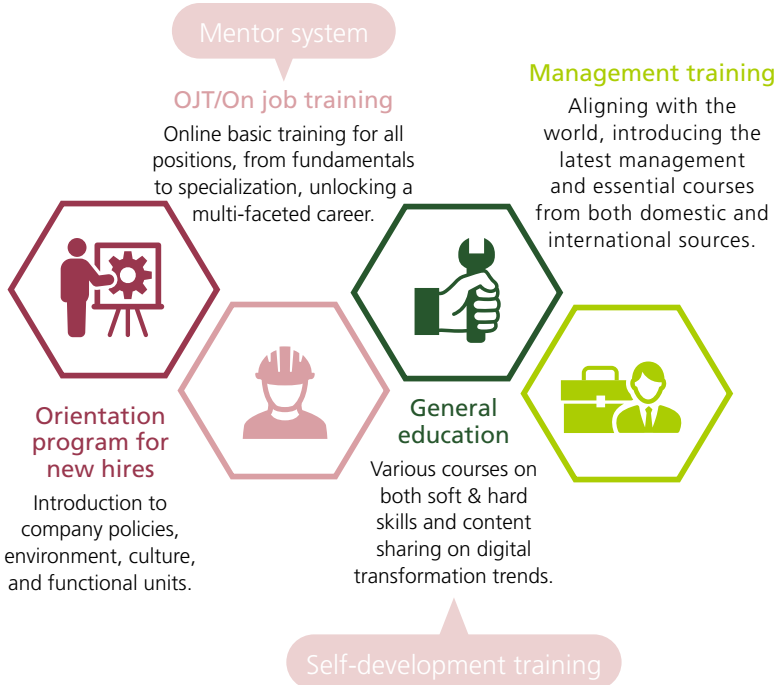 Mentor system
OJT/On job training
Online basic training for all
positions, from fundamentals
to specialization, unlocking a
multi-faceted career.
Management training
Aligning with the
world, introducing the
latest management
and essential courses
from both domestic and
international sources.
Orientation
program for
new hires
Introduction to
company policies,
environment, culture,
and functional units.
General
education
Various courses on
both soft & hard
skills and content
sharing on digital
transformation trends.
Self-development training